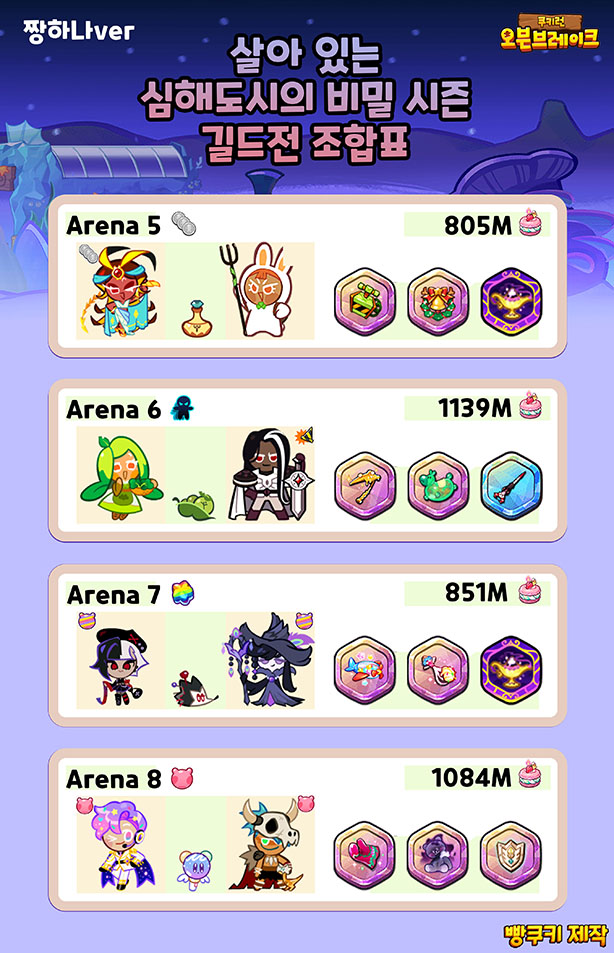 짱하나ver
쿠키런
오븐브레이크
살아 있는
심해도시의 비밀 시즌
길드전 조합표
Arena 5
805M
Arena 6
1139M
Arena 7
851M
Arena 8
1084M
빵쿠키 제작